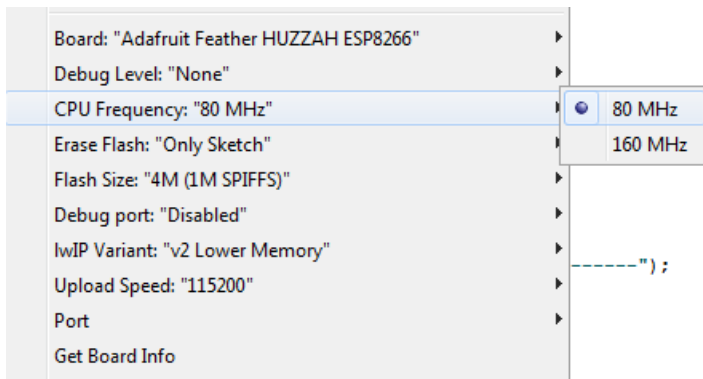 Board: "Adafruit Feather HUZZAH ESP8266"
Debug Level: "None"
CPU Frequency: "80 MHz"
80 MHz
Erase Flash: "Only Sketch"
160 MHz
Flash Size: "4M (1M SPIFFS)"
Debug port: "Disabled"
lwIP Variant: "v2 Lower Memory"
------");
Upload Speed: "115200"
Port
Get Board Info